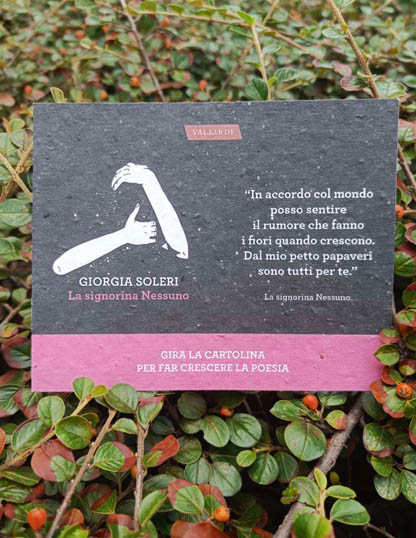 VALLARDI
GIORGIA SOLERI
La signorina Nessuno
“In accordo col mondo
posso sentire
il rumore che fanno
i fiori quando crescono.
Dal mio petto papaveri
sono tutti per te.”
La signorina Nessuno
GIRA LA CARTOLINA
PER FAR CRESCERE LA POESIA